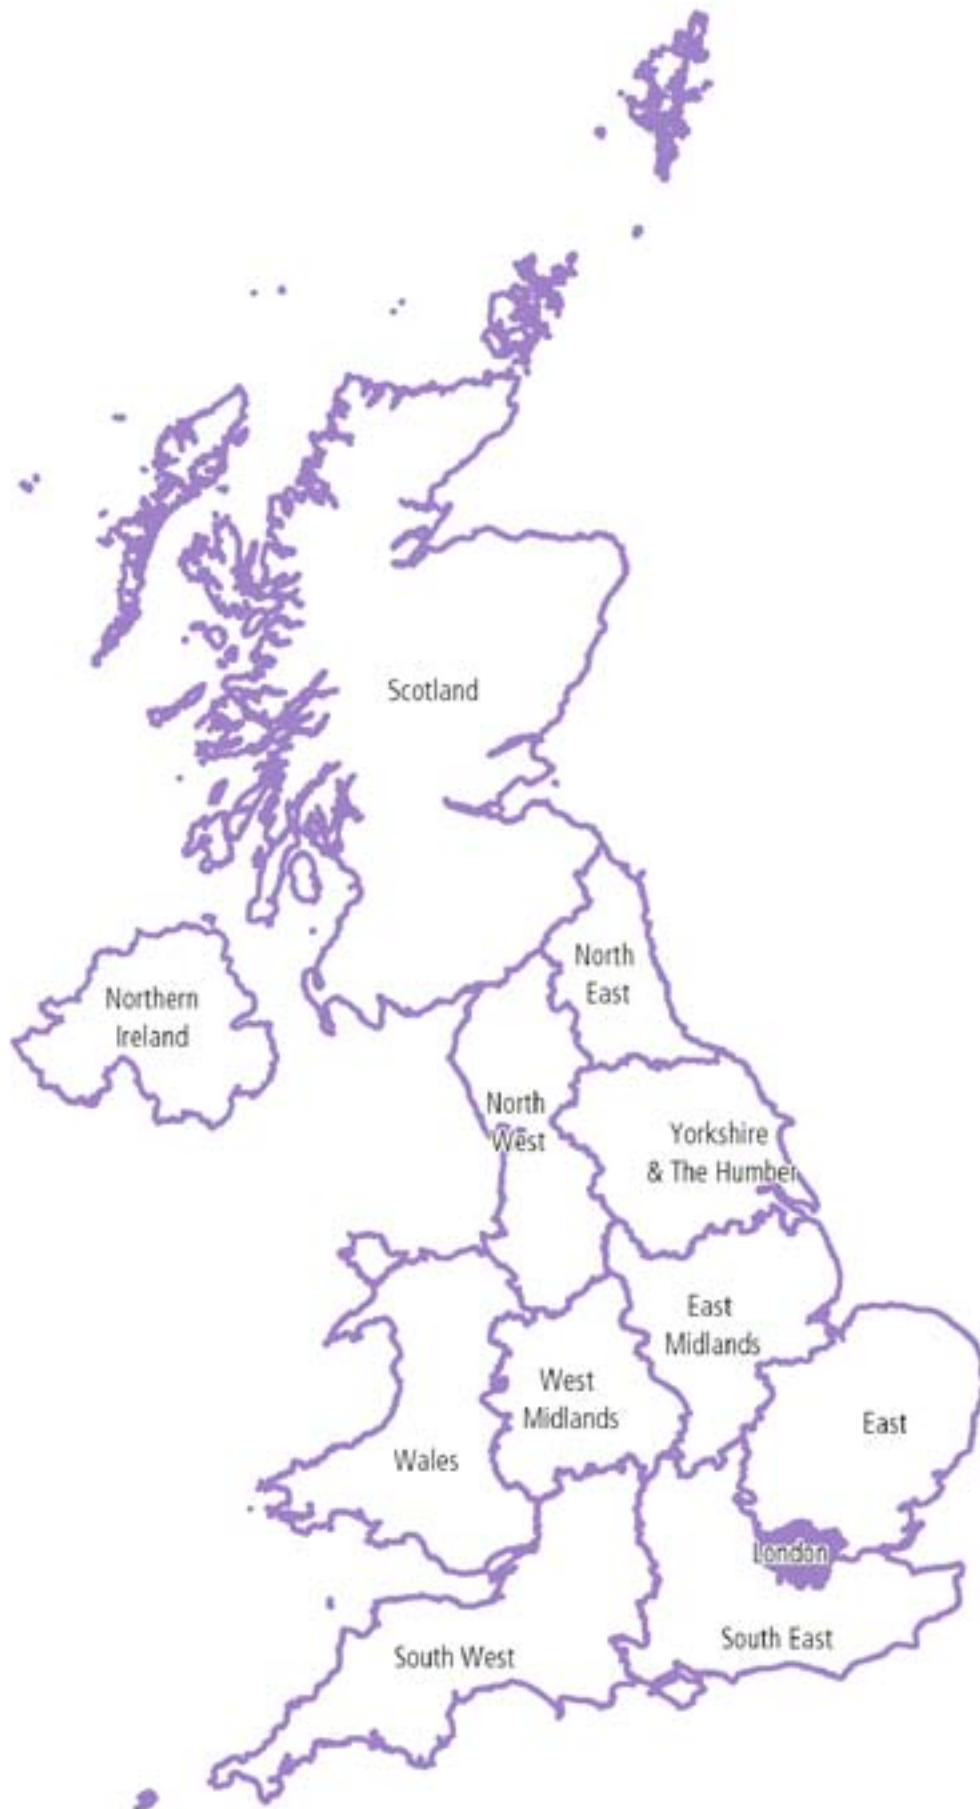 Scotland
North
East
Northern
Ireland
North
West
Yorkshire
& The Humber
East
Midlands
West
Midlands
East
Wales
London
South East
South West